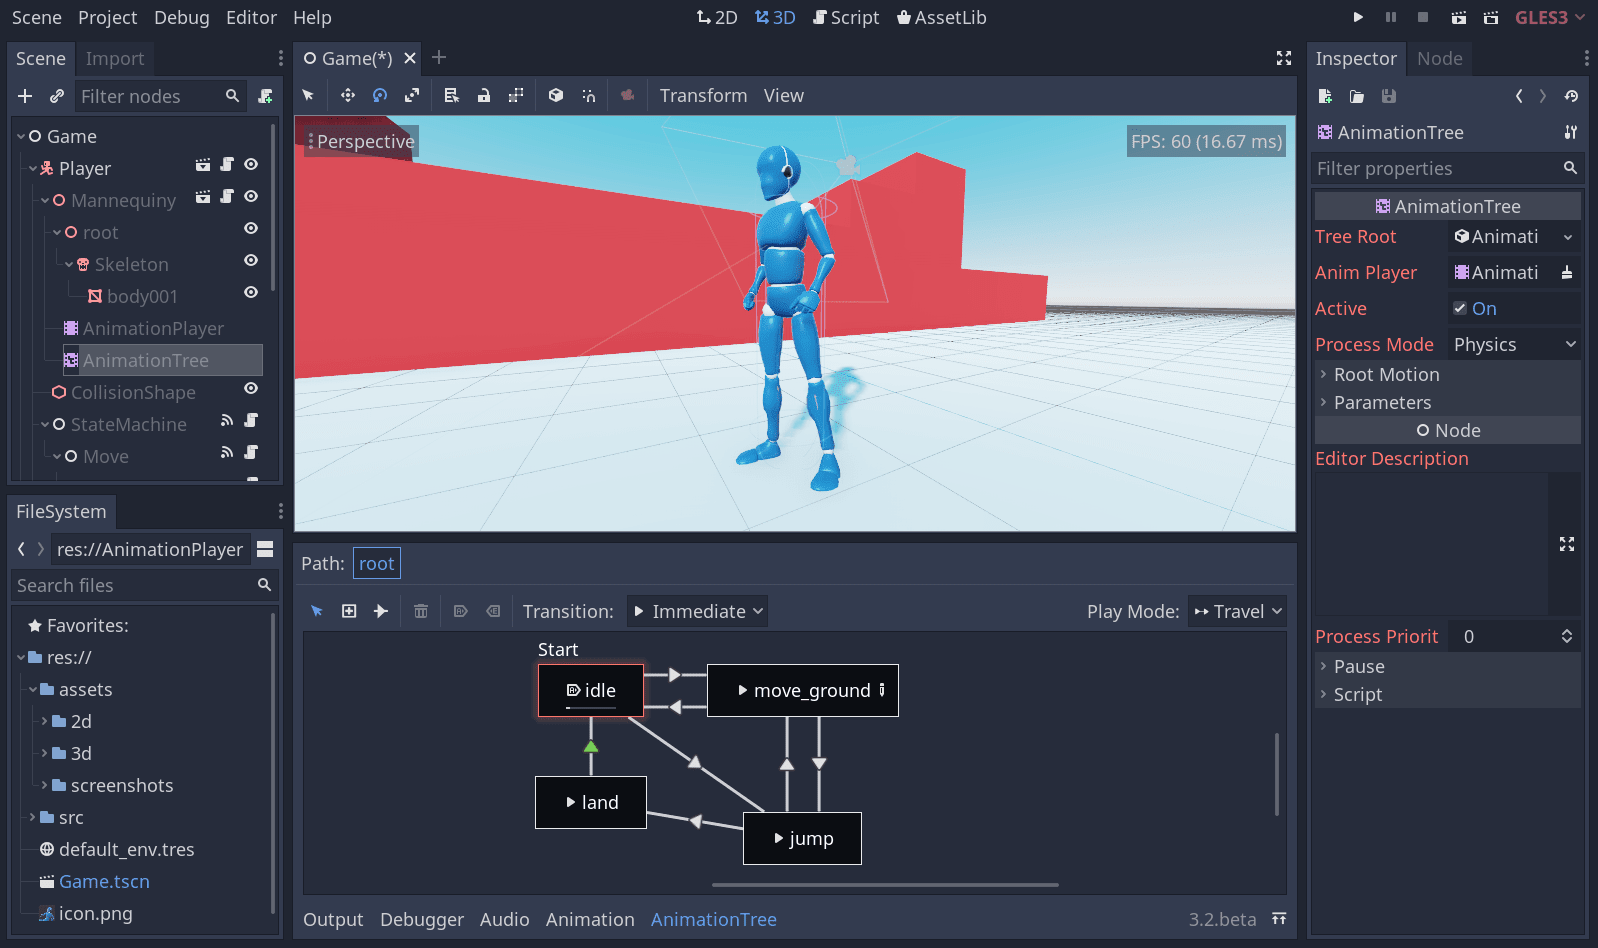 Scene Project Debug Editor Help
2D 3D Script AssetLib
GLES3
Scene Import
Filter nodes
Game
Player
Mannequiny
root
Skeleton
body001
AnimationPlayer
AnimationTree
CollisionShape
StateMachine
Move
FileSystem
res://AnimationPlayer
Search files
Favorites:
res://
assets
2d
3d
screenshots
src
default_env.tres
Game.tscn
icon.png
Game(*)
Transform View
Perspective
FPS: 60 (16.67 ms)
Path: root
Transition: Immediate
Play Mode: Travel
Start
idle
move_ground
land
jump
Output Debugger Audio Animation AnimationTree
3.2.beta
Inspector Node
AnimationTree
Filter properties
AnimationTree
Tree Root Animati
Anim Player Animati
Active On
Process Mode Physics
Root Motion
Parameters
Node
Editor Description
Process Priorit 0
Pause
Script